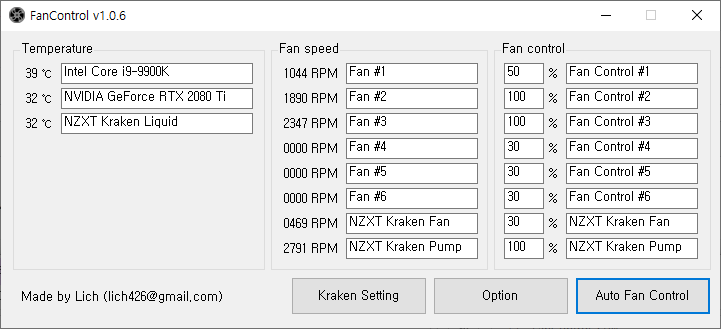 FanControl v1.0.6
Temperature
39 ℃ Intel Core i9-9900K
32 ℃ NVIDIA GeForce RTX 2080 Ti
32 ℃ NZXT Kraken Liquid
Fan speed
1044 RPM Fan #1
1890 RPM Fan #2
2347 RPM Fan #3
0000 RPM Fan #4
0000 RPM Fan #5
0000 RPM Fan #6
0469 RPM NZXT Kraken Fan
2791 RPM NZXT Kraken Pump
Fan control
50 % Fan Control #1
100 % Fan Control #2
100 % Fan Control #3
30 % Fan Control #4
30 % Fan Control #5
30 % Fan Control #6
30 % NZXT Kraken Fan
100 % NZXT Kraken Pump
Made by Lich (lich426@gmail.com)
Kraken Setting
Option
Auto Fan Control